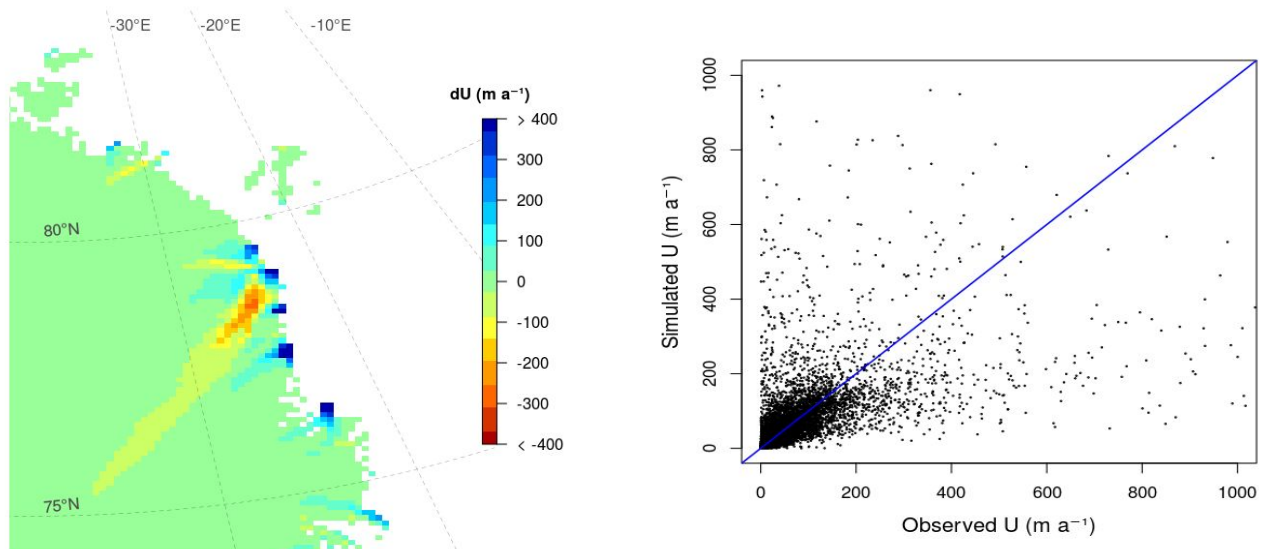 -30°E -20°E -10°E
dU (m a⁻¹)
> 400
300
200
100
0
-100
-200
-300
< -400
80°N
75°N
Simulated U (m a⁻¹)
1000
800
600
400
200
0
0 200 400 600 800 1000
Observed U (m a⁻¹)